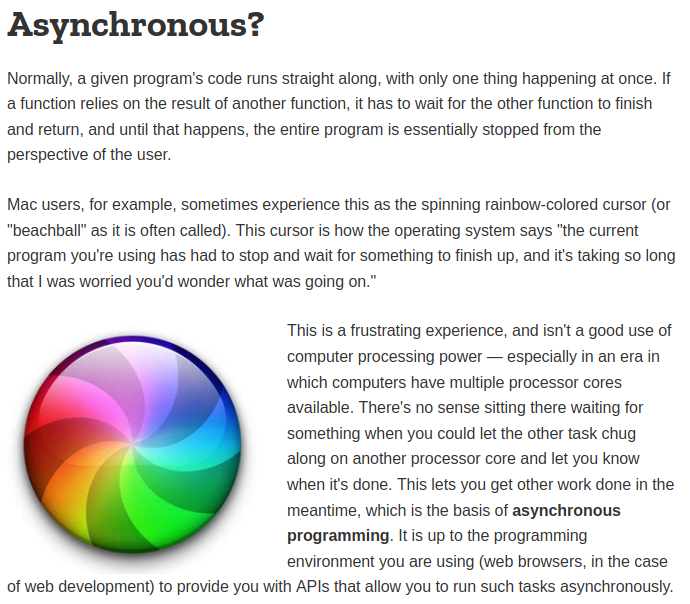 Asynchronous?
Normally, a given program's code runs straight along, with only one thing happening at once. If
a function relies on the result of another function, it has to wait for the other function to finish
and return, and until that happens, the entire program is essentially stopped from the
perspective of the user.
Mac users, for example, sometimes experience this as the spinning rainbow-colored cursor (or
"beachball" as it is often called). This cursor is how the operating system says "the current
program you're using has had to stop and wait for something to finish up, and it's taking so long
that I was worried you'd wonder what was going on."
This is a frustrating experience, and isn't a good use of
computer processing power — especially in an era in
which computers have multiple processor cores
available. There's no sense sitting there waiting for
something when you could let the other task chug
along on another processor core and let you know
when it's done. This lets you get other work done in the
meantime, which is the basis of asynchronous
programming. It is up to the programming
environment you are using (web browsers, in the case
of web development) to provide you with APIs that allow you to run such tasks asynchronously.